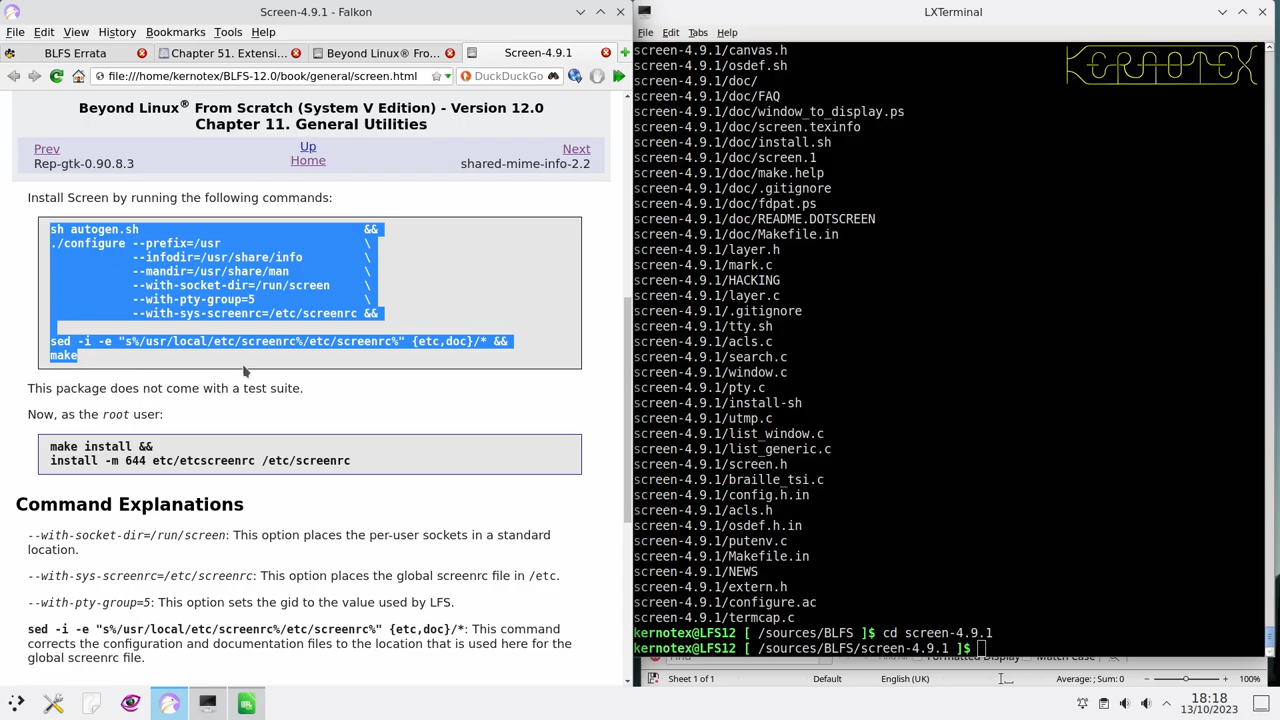 Screen-4.9.1 - Falkon
File Edit View History Bookmarks Tools Help
BLFS Errata
Chapter 51. Extensi...
Beyond Linux® Fro...
Screen-4.9.1
file:///home/kernotex/BLFS-12.0/book/general/screen.html
DuckDuckGo
Beyond Linux® From Scratch (System V Edition) - Version 12.0
Chapter 11. General Utilities
Prev Up Next
Rep-gtk-0.90.8.3 Home shared-mime-info-2.2
Install Screen by running the following commands:
sh autogen.sh &&
./configure --prefix=/usr \
--infodir=/usr/share/info \
--mandir=/usr/share/man \
--with-socket-dir=/run/screen \
--with-pty-group=5 \
--with-sys-screenrc=/etc/screenrc &&
sed -i -e "s%/usr/local/etc/screenrc%/etc/screenrc%" {etc,doc}/* &&
make
This package does not come with a test suite.
Now, as the root user:
make install &&
install -m 644 etc/etcscreenrc /etc/screenrc
Command Explanations
--with-socket-dir=/run/screen: This option places the per-user sockets in a standard
location.
--with-sys-screenrc=/etc/screenrc: This option places the global screenrc file in /etc.
--with-pty-group=5: This option sets the gid to the value used by LFS.
sed -i -e "s%/usr/local/etc/screenrc%/etc/screenrc%" {etc,doc}/*: This command
corrects the configuration and documentation files to the location that is used here for the
global screenrc file.
LXTerminal
File Edit Tabs Help
KERNOTEX
screen-4.9.1/canvas.h
screen-4.9.1/osdef.sh
screen-4.9.1/doc/
screen-4.9.1/doc/FAQ
screen-4.9.1/doc/window_to_display.ps
screen-4.9.1/doc/screen.texinfo
screen-4.9.1/doc/install.sh
screen-4.9.1/doc/screen.1
screen-4.9.1/doc/make.help
screen-4.9.1/doc/.gitignore
screen-4.9.1/doc/fdpat.ps
screen-4.9.1/doc/README.DOTSCREEN
screen-4.9.1/doc/Makefile.in
screen-4.9.1/layer.h
screen-4.9.1/mark.c
screen-4.9.1/HACKING
screen-4.9.1/layer.c
screen-4.9.1/.gitignore
screen-4.9.1/tty.sh
screen-4.9.1/acls.c
screen-4.9.1/search.c
screen-4.9.1/window.c
screen-4.9.1/pty.c
screen-4.9.1/install-sh
screen-4.9.1/utmp.c
screen-4.9.1/list_window.c
screen-4.9.1/list_generic.c
screen-4.9.1/screen.h
screen-4.9.1/braille_tsi.c
screen-4.9.1/config.h.in
screen-4.9.1/acls.h
screen-4.9.1/osdef.h.in
screen-4.9.1/putenv.c
screen-4.9.1/Makefile.in
screen-4.9.1/NEWS
screen-4.9.1/extern.h
screen-4.9.1/configure.ac
screen-4.9.1/termcap.c
kernotex@LFS12 [ /sources/BLFS ]$ cd screen-4.9.1
kernotex@LFS12 [ /sources/BLFS/screen-4.9.1 ]$
Sheet 1 of 1 Default English (UK) Average: ; Sum: 0 100%
18:18
13/10/2023